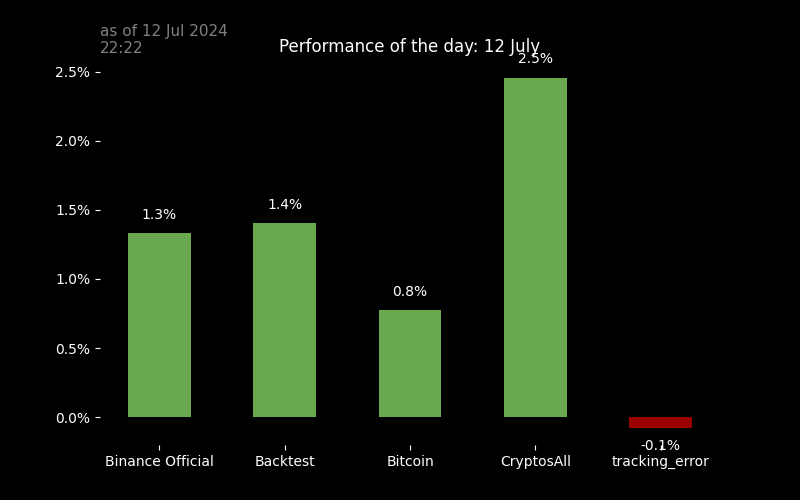 as of 12 Jul 2024
22:22
Performance of the day: 12 July
2.5%
2.0%
1.5%
1.0%
0.5%
0.0%
1.3%
1.4%
0.8%
2.5%
-0.1%
Binance Official
Backtest
Bitcoin
CryptosAll
tracking_error